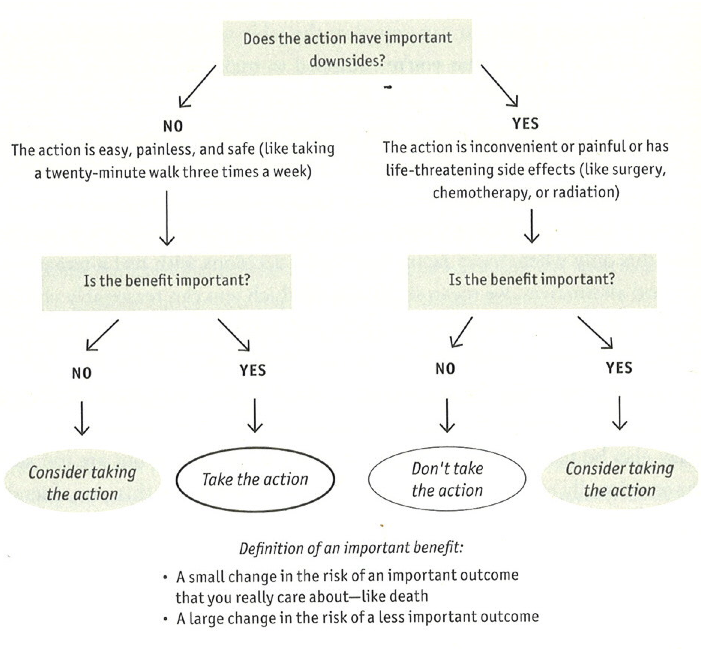 Does the action have important
downsides?
NO
The action is easy, painless, and safe (like taking
a twenty-minute walk three times a week)
YES
The action is inconvenient or painful or has
life-threatening side effects (like surgery,
chemotherapy, or radiation)
Is the benefit important?
Is the benefit important?
NO
YES
NO
YES
Consider taking
the action
Take the action
Don't take
the action
Consider taking
the action
Definition of an important benefit:
• A small change in the risk of an important outcome
that you really care about—like death
• A large change in the risk of a less important outcome